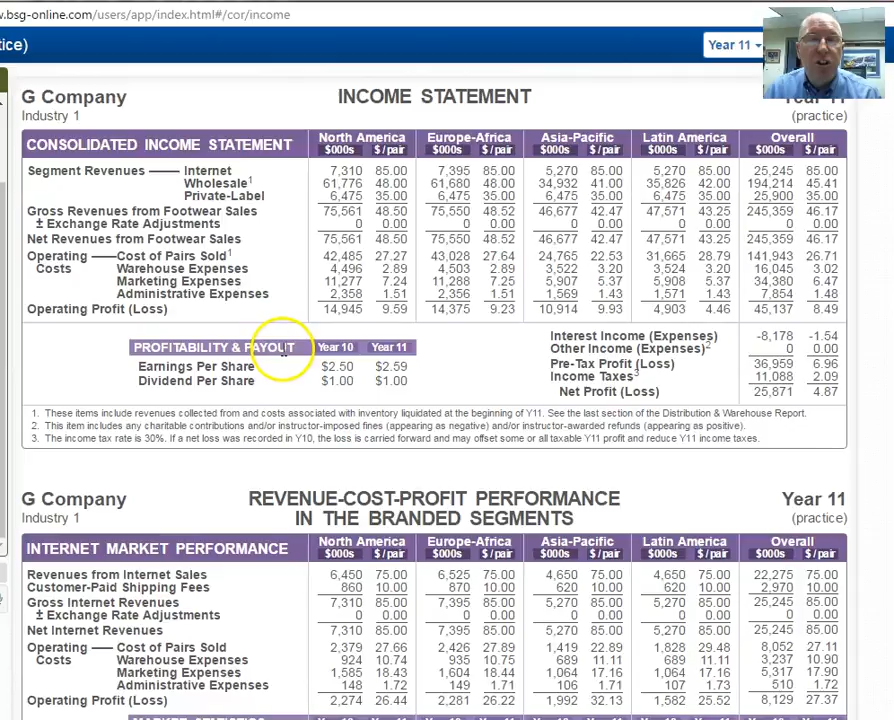 w.bsg-online.com/users/app/index.html#/cor/income
tice) Year 11
G Company INCOME STATEMENT Year 11
Industry 1 (practice)
CONSOLIDATED INCOME STATEMENT North America Europe-Africa Asia-Pacific Latin America Overall
$000s $/pair $000s $/pair $000s $/pair $000s $/pair $000s $/pair
Segment Revenues Internet 7,310 85.00 7,395 85.00 5,270 85.00 5,270 85.00 25,245 85.00
Wholesale1 61,776 48.00 61,680 48.00 34,932 41.00 35,826 42.00 194,214 45.41
Private-Label 6,475 35.00 6,475 35.00 6,475 35.00 6,475 35.00 25,900 35.00
Gross Revenues from Footwear Sales 75,561 48.50 75,550 48.52 46,677 42.47 47,571 43.25 245,359 46.17
± Exchange Rate Adjustments 0 0.00 0 0.00 0 0.00 0 0.00 0 0.00
Net Revenues from Footwear Sales 75,561 48.50 75,550 48.52 46,677 42.47 47,571 43.25 245,359 46.17
Operating Cost of Pairs Sold1 42,485 27.27 43,028 27.64 24,765 22.53 31,665 28.79 141,943 26.71
Costs Warehouse Expenses 4,496 2.89 4,503 2.89 3,522 3.20 3,524 3.20 16,045 3.02
Marketing Expenses 11,277 7.24 11,288 7.25 5,907 5.37 5,908 5.37 34,380 6.47
Administrative Expenses 2,358 1.51 2,356 1.51 1,569 1.43 1,571 1.43 7,854 1.48
Operating Profit (Loss) 14,945 9.59 14,375 9.23 10,914 9.93 4,903 4.46 45,137 8.49
Interest Income (Expenses) -8,178 -1.54
PROFITABILITY & PAYOUT Year 10 Year 11 Other Income (Expenses)2 0 0.00
Earnings Per Share $2.50 $2.59 Pre-Tax Profit (Loss) 36,959 6.96
Dividend Per Share $1.00 $1.00 Income Taxes3 11,088 2.09
Net Profit (Loss) 25,871 4.87
1. These items include revenues collected from and costs associated with inventory liquidated at the beginning of Y11. See the last section of the Distribution & Warehouse Report.
2. This item includes any charitable contributions and/or instructor-imposed fines (appearing as negative) and/or instructor-awarded refunds (appearing as positive).
3. The income tax rate is 30%. If a net loss was recorded in Y10, the loss is carried forward and may offset some or all taxable Y11 profit and reduce Y11 income taxes.
G Company REVENUE-COST-PROFIT PERFORMANCE Year 11
Industry 1 IN THE BRANDED SEGMENTS (practice)
INTERNET MARKET PERFORMANCE North America Europe-Africa Asia-Pacific Latin America Overall
$000s $/pair $000s $/pair $000s $/pair $000s $/pair $000s $/pair
Revenues from Internet Sales 6,450 75.00 6,525 75.00 4,650 75.00 4,650 75.00 22,275 75.00
Customer-Paid Shipping Fees 860 10.00 870 10.00 620 10.00 620 10.00 2,970 10.00
Gross Internet Revenues 7,310 85.00 7,395 85.00 5,270 85.00 5,270 85.00 25,245 85.00
± Exchange Rate Adjustments 0 0.00 0 0.00 0 0.00 0 0.00 0 0.00
Net Internet Revenues 7,310 85.00 7,395 85.00 5,270 85.00 5,270 85.00 25,245 85.00
Operating Cost of Pairs Sold 2,379 27.66 2,426 27.89 1,419 22.89 1,828 29.48 8,052 27.11
Costs Warehouse Expenses 924 10.74 935 10.75 689 11.11 689 11.11 3,237 10.90
Marketing Expenses 1,585 18.43 1,604 18.44 1,064 17.16 1,064 17.16 5,317 17.90
Administrative Expenses 148 1.72 149 1.71 106 1.71 107 1.73 510 1.72
Operating Profit (Loss) 2,274 26.44 2,281 26.22 1,992 32.13 1,582 25.52 8,129 27.37